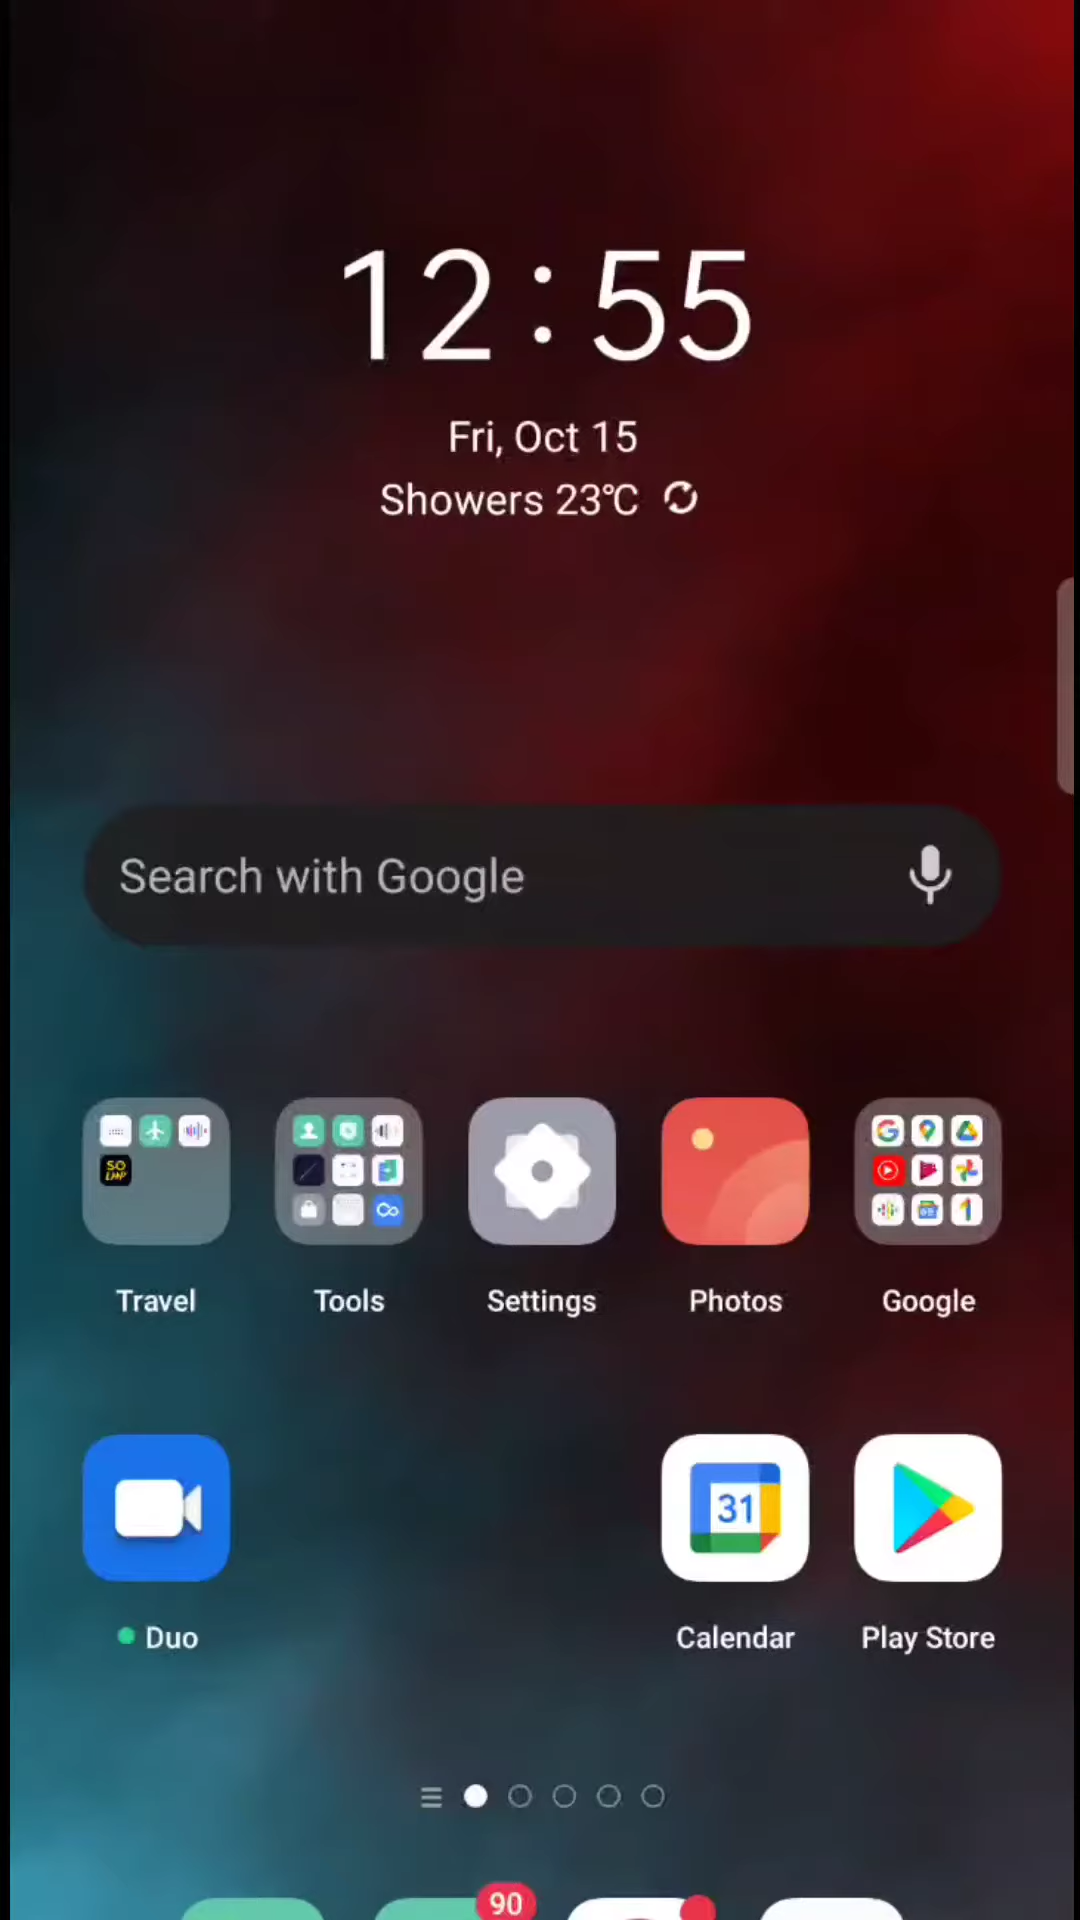 12:55
Fri, Oct 15
Showers 23℃
Search with Google
SO
Travel
Tools
Settings
Photos
Google
31
Duo
Calendar
Play Store
90